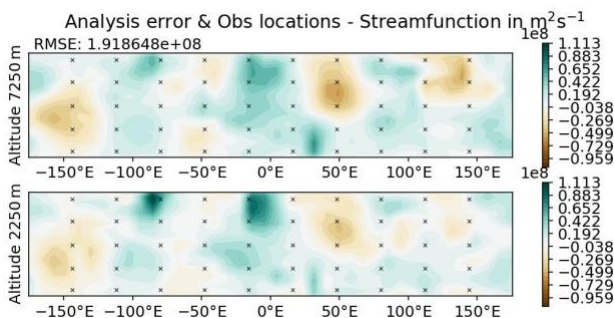 Analysis error & Obs locations - Streamfunction in m²s⁻¹
RMSE: 1.918648e+08
1e8
Altitude 7250 m
1.113
0.883
0.652
0.422
0.192
−0.038
−0.269
−0.499
−0.729
−0.959
−150°E −100°E −50°E 0°E 50°E 100°E 150°E
1e8
Altitude 2250 m
1.113
0.883
0.652
0.422
0.192
−0.038
−0.269
−0.499
−0.729
−0.959
−150°E −100°E −50°E 0°E 50°E 100°E 150°E